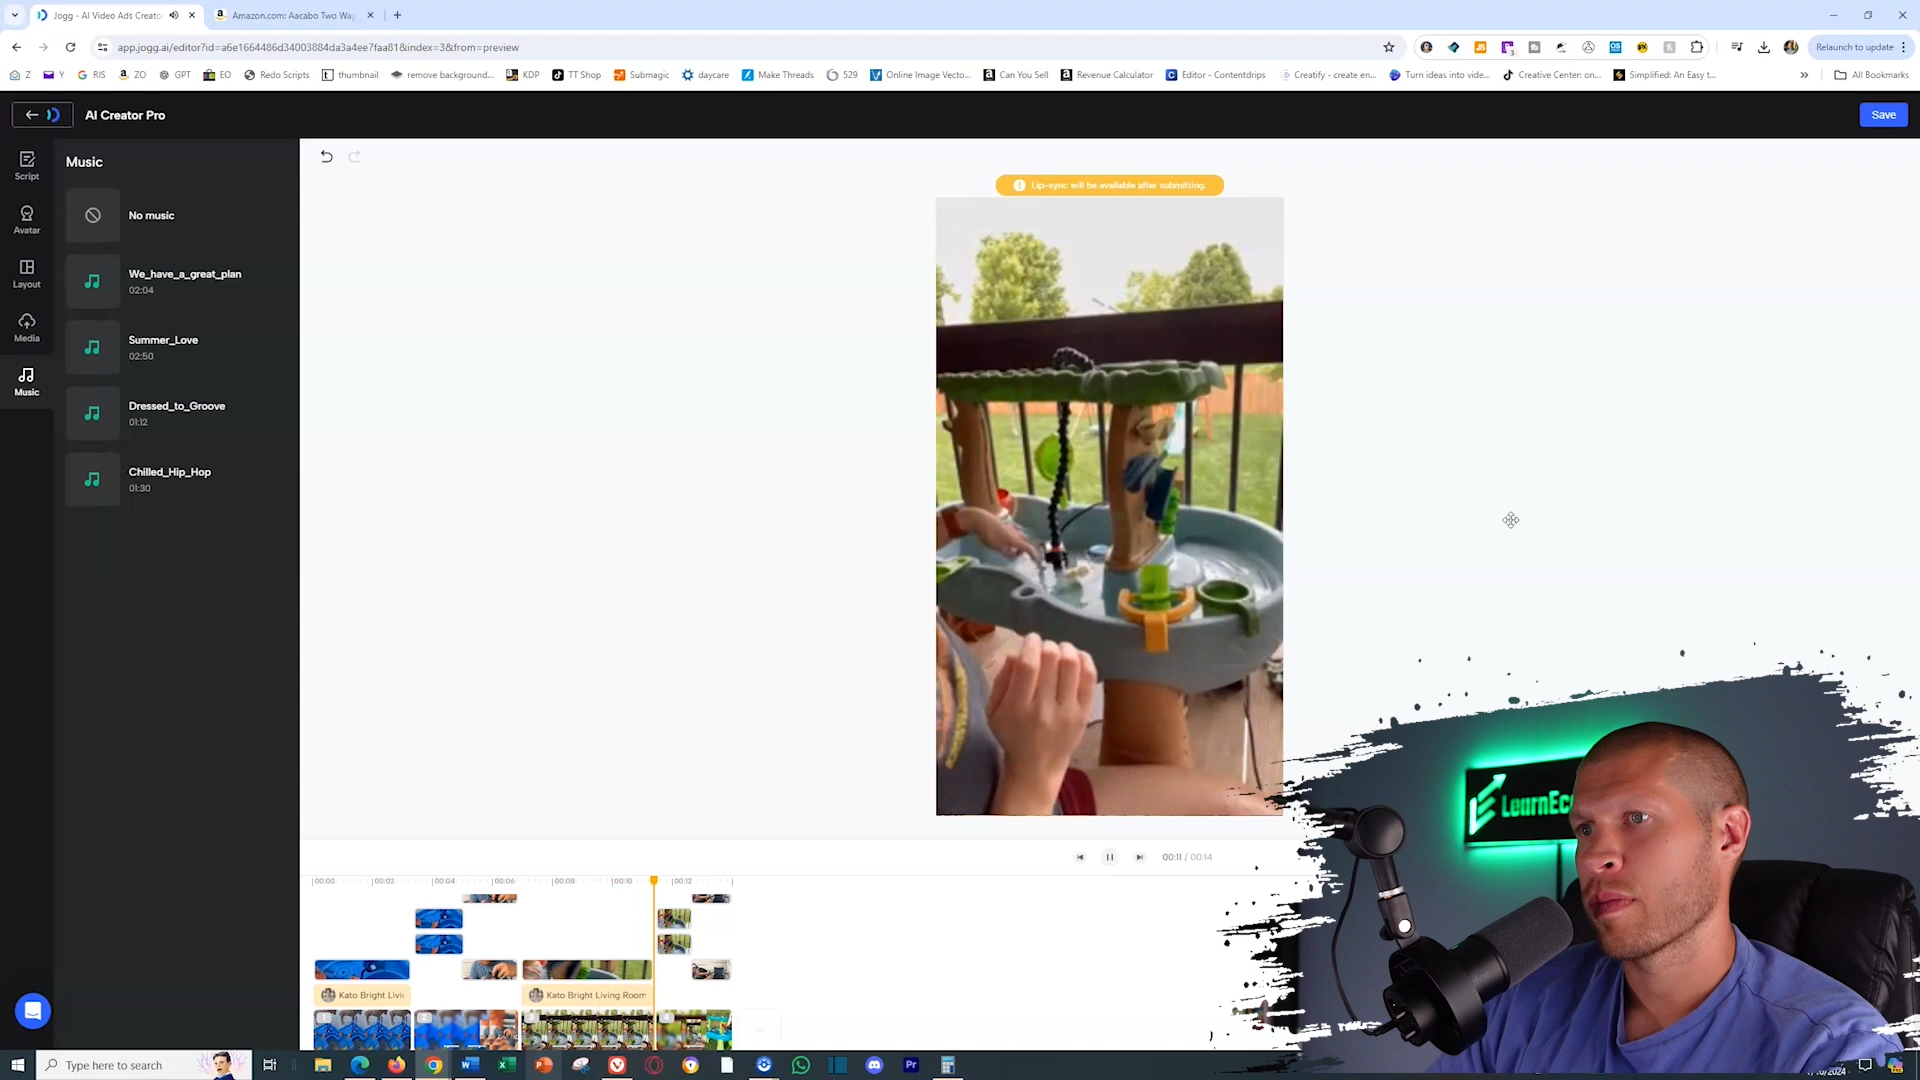 Jogg - AI Video Ads Creato
Amazon.com: Aacabo Two Way
app.jogg.ai/editor?id=a6e1664486d34003884da3a4ee7faa81&index=3&from=preview
Relaunch to update
Z
Y
RIS
ZO
GPT
EO
Redo Scripts
thumbnail
remove background...
KDP
TT Shop
Submagic
daycare
Make Threads
529
Online Image Vecto...
Can You Sell
Revenue Calculator
Editor - Contentdrips
Creatify - create en...
Turn ideas into vide...
Creative Center: on...
Simplified: An Easy t...
All Bookmarks
AI Creator Pro
Save
Script
Avatar
Layout
Media
Music
Music
No music
We_have_a_great_plan
02:04
Summer_Love
02:50
Dressed_to_Groove
01:12
Chilled_Hip_Hop
01:30
Lip-sync will be available after submitting.
LearnEc
00:11 / 00:14
00:00
00:02
00:04
00:06
00:08
00:10
00:12
Kato Bright Livi
Kato Bright Living Room
1
2
3
4
Type here to search